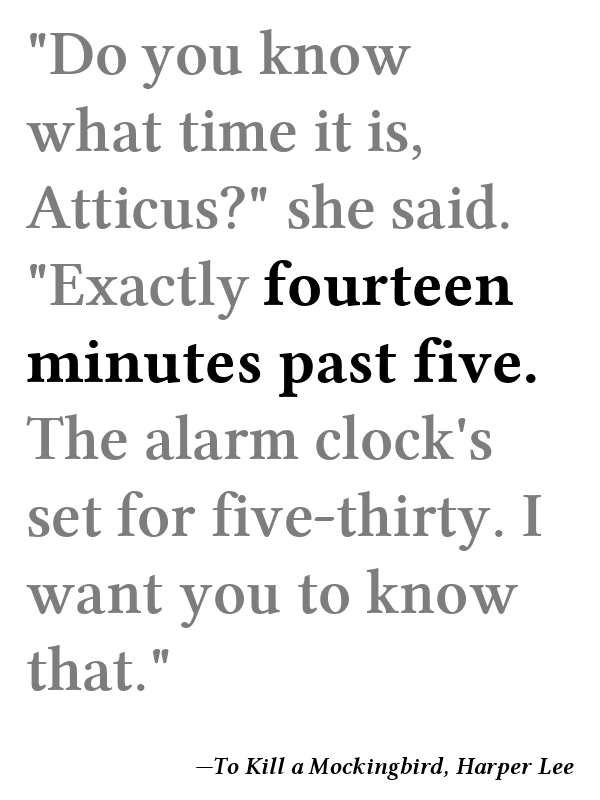 "Do you know
what time it is,
Atticus?" she said.
"Exactly fourteen
minutes past five.
The alarm clock's
set for five-thirty. I
want you to know
that."
—To Kill a Mockingbird, Harper Lee